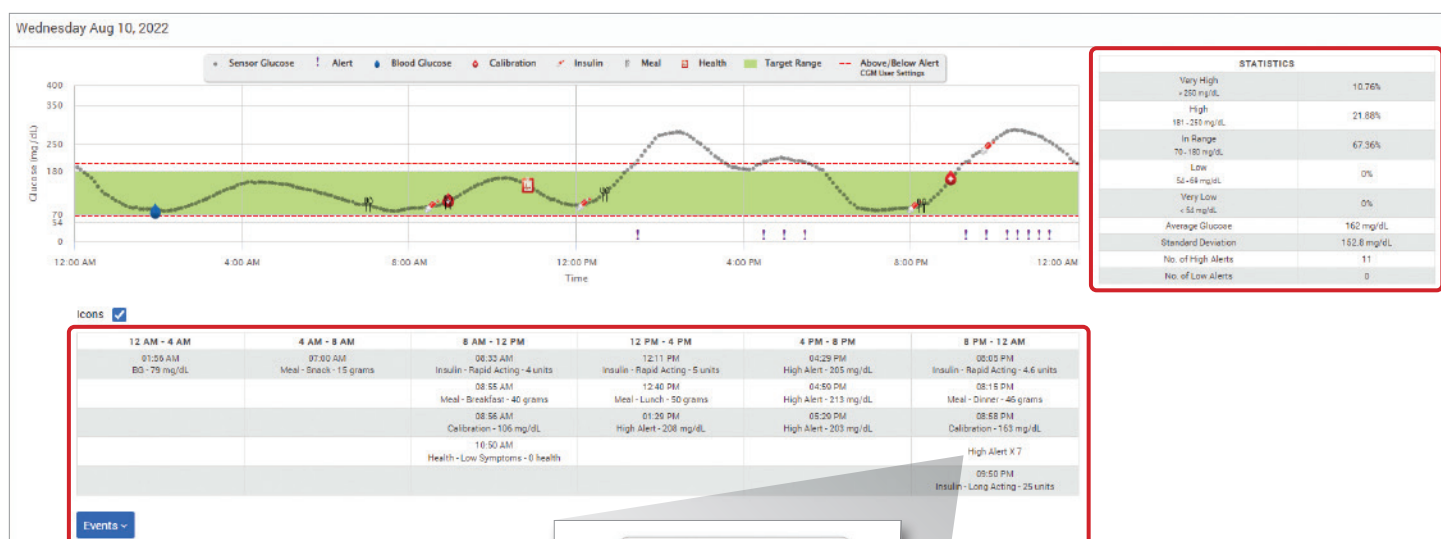 Wednesday Aug 10, 2022
Sensor Glucose ! Alert Blood Glucose Calibration Insulin Meal Health Target Range Above/Below Alert
CGM User Settings
Glucose (mg/dL)
400
350
250
180
70
54
0
! ! ! ! ! ! ! ! ! ! !
12:00 AM 4:00 AM 8:00 AM 12:00 PM 4:00 PM 8:00 PM 12:00 AM
Time
STATISTICS
Very High
> 250 mg/dL
10.76%
High
181 - 250 mg/dL
21.88%
In Range
70 - 180 mg/dL
67.36%
Low
54 - 69 mg/dL
0%
Very Low
< 54 mg/dL
0%
Average Glucose 162 mg/dL
Standard Deviation 152.8 mg/dL
No. of High Alerts 11
No. of Low Alerts 0
Icons
12 AM - 4 AM 4 AM - 8 AM 8 AM - 12 PM 12 PM - 4 PM 4 PM - 8 PM 8 PM - 12 AM
01:56 AM 07:00 AM 08:33 AM 12:11 PM 04:29 PM 08:05 PM
BG - 79 mg/dL Meal - Snack - 15 grams Insulin - Rapid Acting - 4 units Insulin - Rapid Acting - 5 units High Alert - 205 mg/dL Insulin - Rapid Acting - 4.6 units
08:55 AM 12:40 PM 04:59 PM 08:15 PM
Meal - Breakfast - 40 grams Meal - Lunch - 50 grams High Alert - 213 mg/dL Meal - Dinner - 46 grams
08:56 AM 01:29 PM 05:29 PM 08:58 PM
Calibration - 106 mg/dL High Alert - 208 mg/dL High Alert - 203 mg/dL Calibration - 163 mg/dL
10:50 AM
Health - Low Symptoms - 0 health
High Alert X 7
09:50 PM
Insulin - Long Acting - 25 units
Events